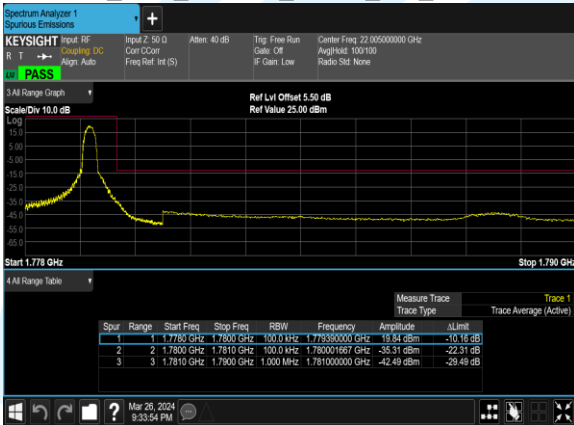 Spectrum Analyzer 1
Spurious Emissions
KEYSIGHT Input: RF Input Z: 50 Ω Atten: 40 dB Trig: Free Run Center Freq: 22.005000000 GHz
R T Coupling: DC Corr CCorr Gate: Off Avg|Hold: 100/100
Align: Auto Freq Ref: Int (S) IF Gain: Low Radio Std: None
PASS
3 All Range Graph
Ref Lvl Offset 5.50 dB
Scale/Div 10.0 dB Ref Value 25.00 dBm
Log
15.0
5.00
-5.00
-15.0
-25.0
-35.0
-45.0
-55.0
-65.0
Start 1.778 GHz Stop 1.790 GHz
4 All Range Table
Measure Trace Trace 1
Trace Type Trace Average (Active)
Spur Range Start Freq Stop Freq RBW Frequency Amplitude ΔLimit
1 1 1.7780 GHz 1.7800 GHz 100.0 kHz 1.779390000 GHz 19.84 dBm -10.16 dB
2 2 1.7800 GHz 1.7810 GHz 100.0 kHz 1.780001667 GHz -35.31 dBm -22.31 dB
3 3 1.7810 GHz 1.7900 GHz 1.000 MHz 1.781000000 GHz -42.49 dBm -29.49 dB
? Mar 26, 2024
9:33:54 PM